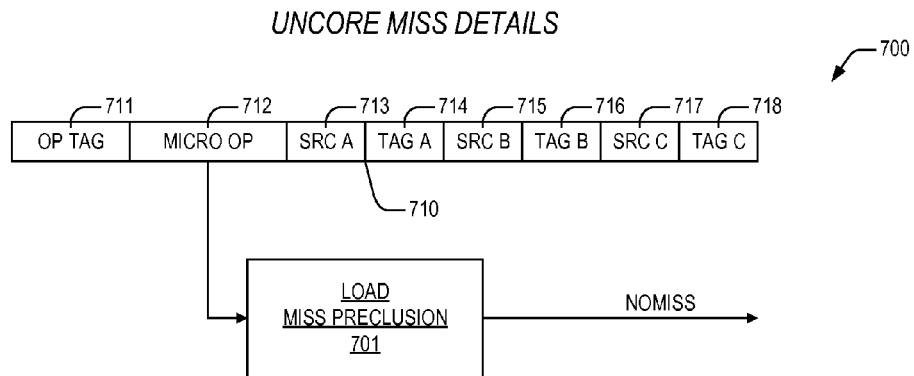 UNCORE MISS DETAILS
700
711 712 713 714 715 716 717 718
OP TAG MICRO OP SRC A TAG A SRC B TAG B SRC C TAG C
710
LOAD
MISS PRECLUSION
701
NOMISS